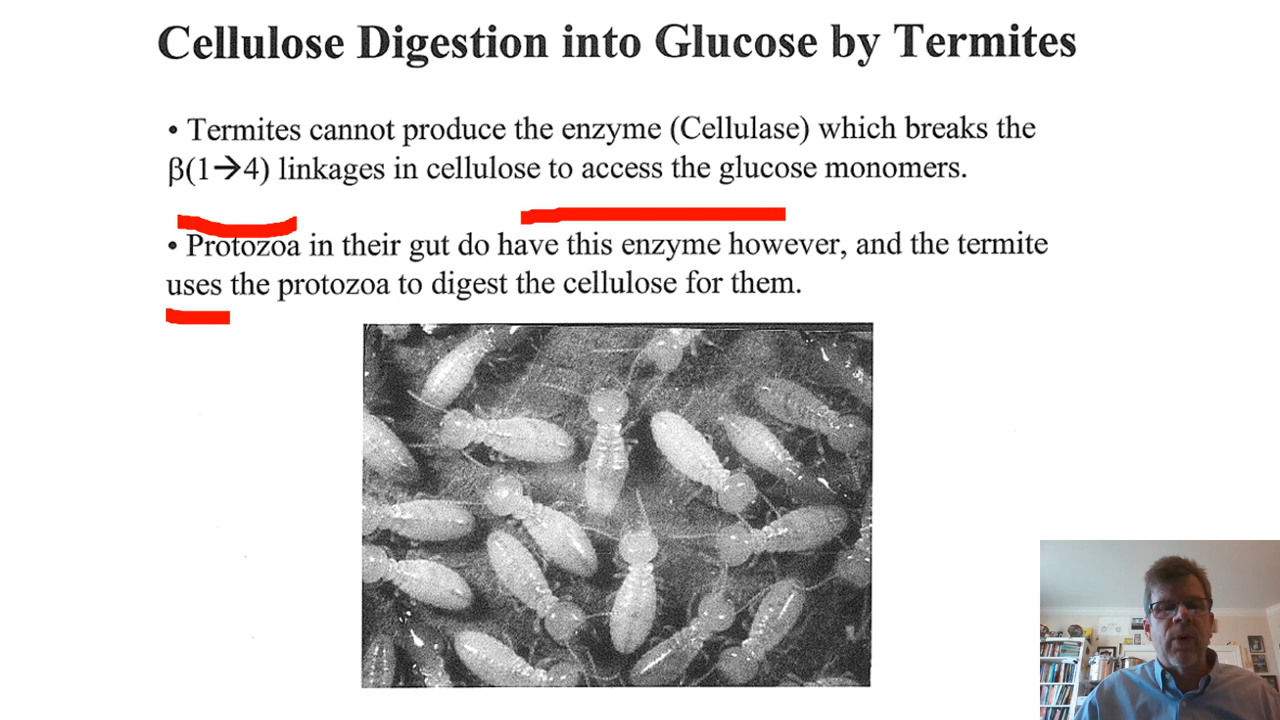 Cellulose Digestion into Glucose by Termites
• Termites cannot produce the enzyme (Cellulase) which breaks the
β(1→4) linkages in cellulose to access the glucose monomers.
• Protozoa in their gut do have this enzyme however, and the termite
uses the protozoa to digest the cellulose for them.